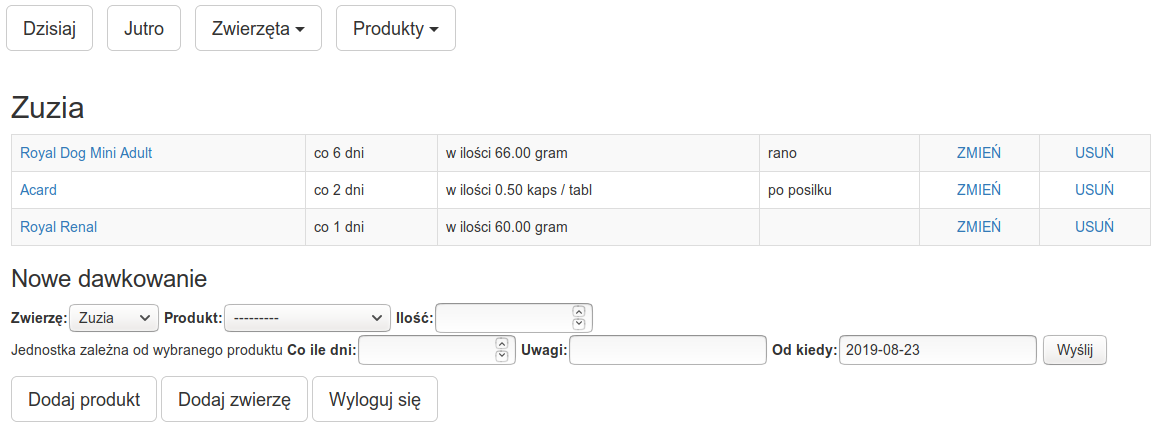 Dzisiaj Jutro Zwierzęta Produkty
Zuzia
Royal Dog Mini Adult co 6 dni w ilości 66.00 gram rano ZMIEŃ USUŃ
Acard co 2 dni w ilości 0.50 kaps / tabl po posilku ZMIEŃ USUŃ
Royal Renal co 1 dni w ilości 60.00 gram ZMIEŃ USUŃ
Nowe dawkowanie
Zwierzę: Zuzia Produkt: --------- Ilość:
Jednostka zależna od wybranego produktu Co ile dni: Uwagi: Od kiedy: 2019-08-23 Wyślij
Dodaj produkt Dodaj zwierzę Wyloguj się